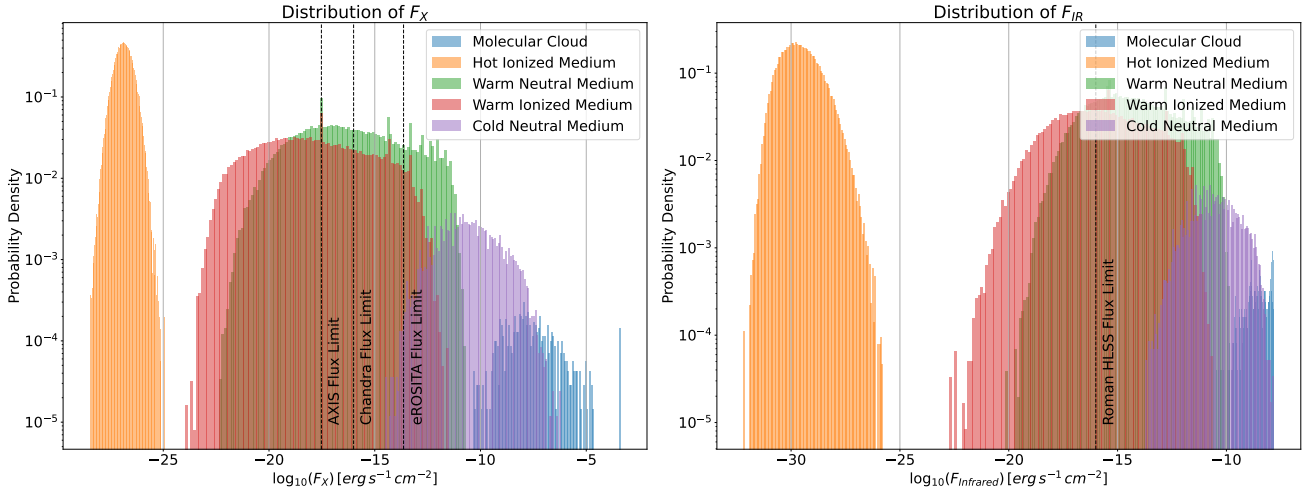 Distribution of F_X
Probability Density
10⁻¹
10⁻²
10⁻³
10⁻⁴
10⁻⁵
Molecular Cloud
Hot Ionized Medium
Warm Neutral Medium
Warm Ionized Medium
Cold Neutral Medium
AXIS Flux Limit
Chandra Flux Limit
eROSITA Flux Limit
−25 −20 −15 −10 −5
log₁₀(F_X) [erg s⁻¹ cm⁻²]
Distribution of F_IR
Probability Density
10⁻¹
10⁻²
10⁻³
10⁻⁴
10⁻⁵
Molecular Cloud
Hot Ionized Medium
Warm Neutral Medium
Warm Ionized Medium
Cold Neutral Medium
Roman HLSS Flux Limit
−30 −25 −20 −15 −10
log₁₀(F_Infrared) [erg s⁻¹ cm⁻²]